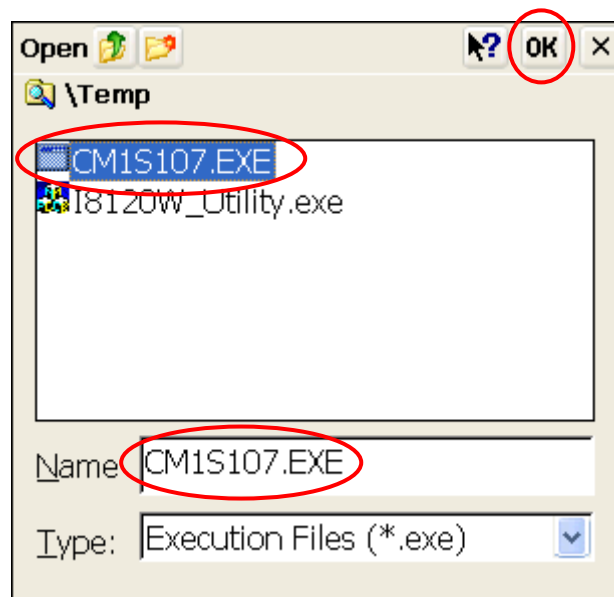 Open ? OK ×
\Temp
CM1S107.EXE
I8120W_Utility.exe
Name CM1S107.EXE
Type: Execution Files (*.exe)